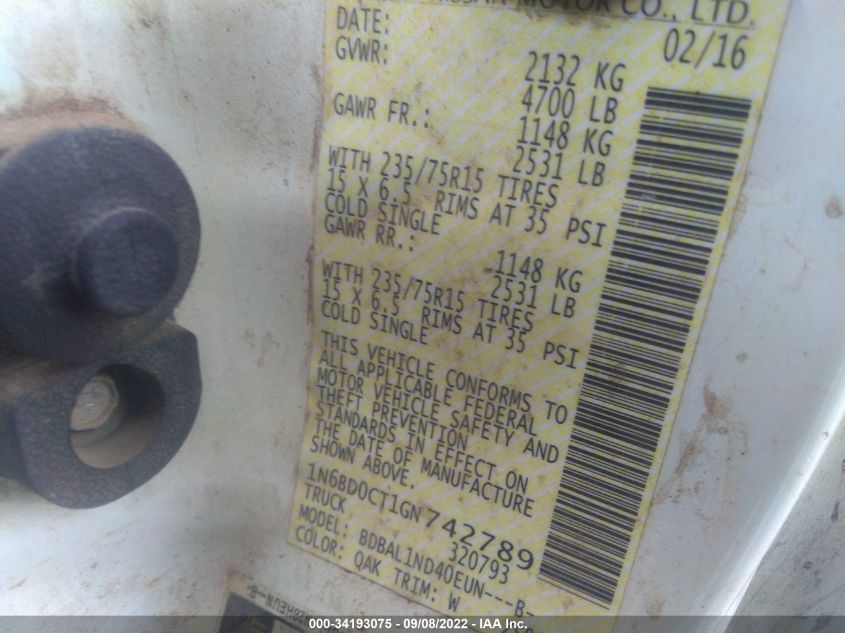 MOTOR CO., LTD.
DATE: 02/16
GVWR: 2132 KG
4700 LB
GAWR FR.: 1148 KG
2531 LB
WITH 235/75R15 TIRES
15 X 6.5 RIMS AT 35 PSI
COLD SINGLE
GAWR RR.: 1148 KG
2531 LB
WITH 235/75R15 TIRES
15 X 6.5 RIMS AT 35 PSI
COLD SINGLE
THIS VEHICLE CONFORMS TO
ALL APPLICABLE FEDERAL
MOTOR VEHICLE SAFETY AND
THEFT PREVENTION
STANDARDS IN EFFECT ON
THE DATE OF MANUFACTURE
SHOWN ABOVE.
1N6BD0CT1GN742789
TRUCK 320793
MODEL: BDBAL1ND40EUN---B-
COLOR: QAK TRIM: W
000-34193075 - 09/08/2022 - IAA Inc.